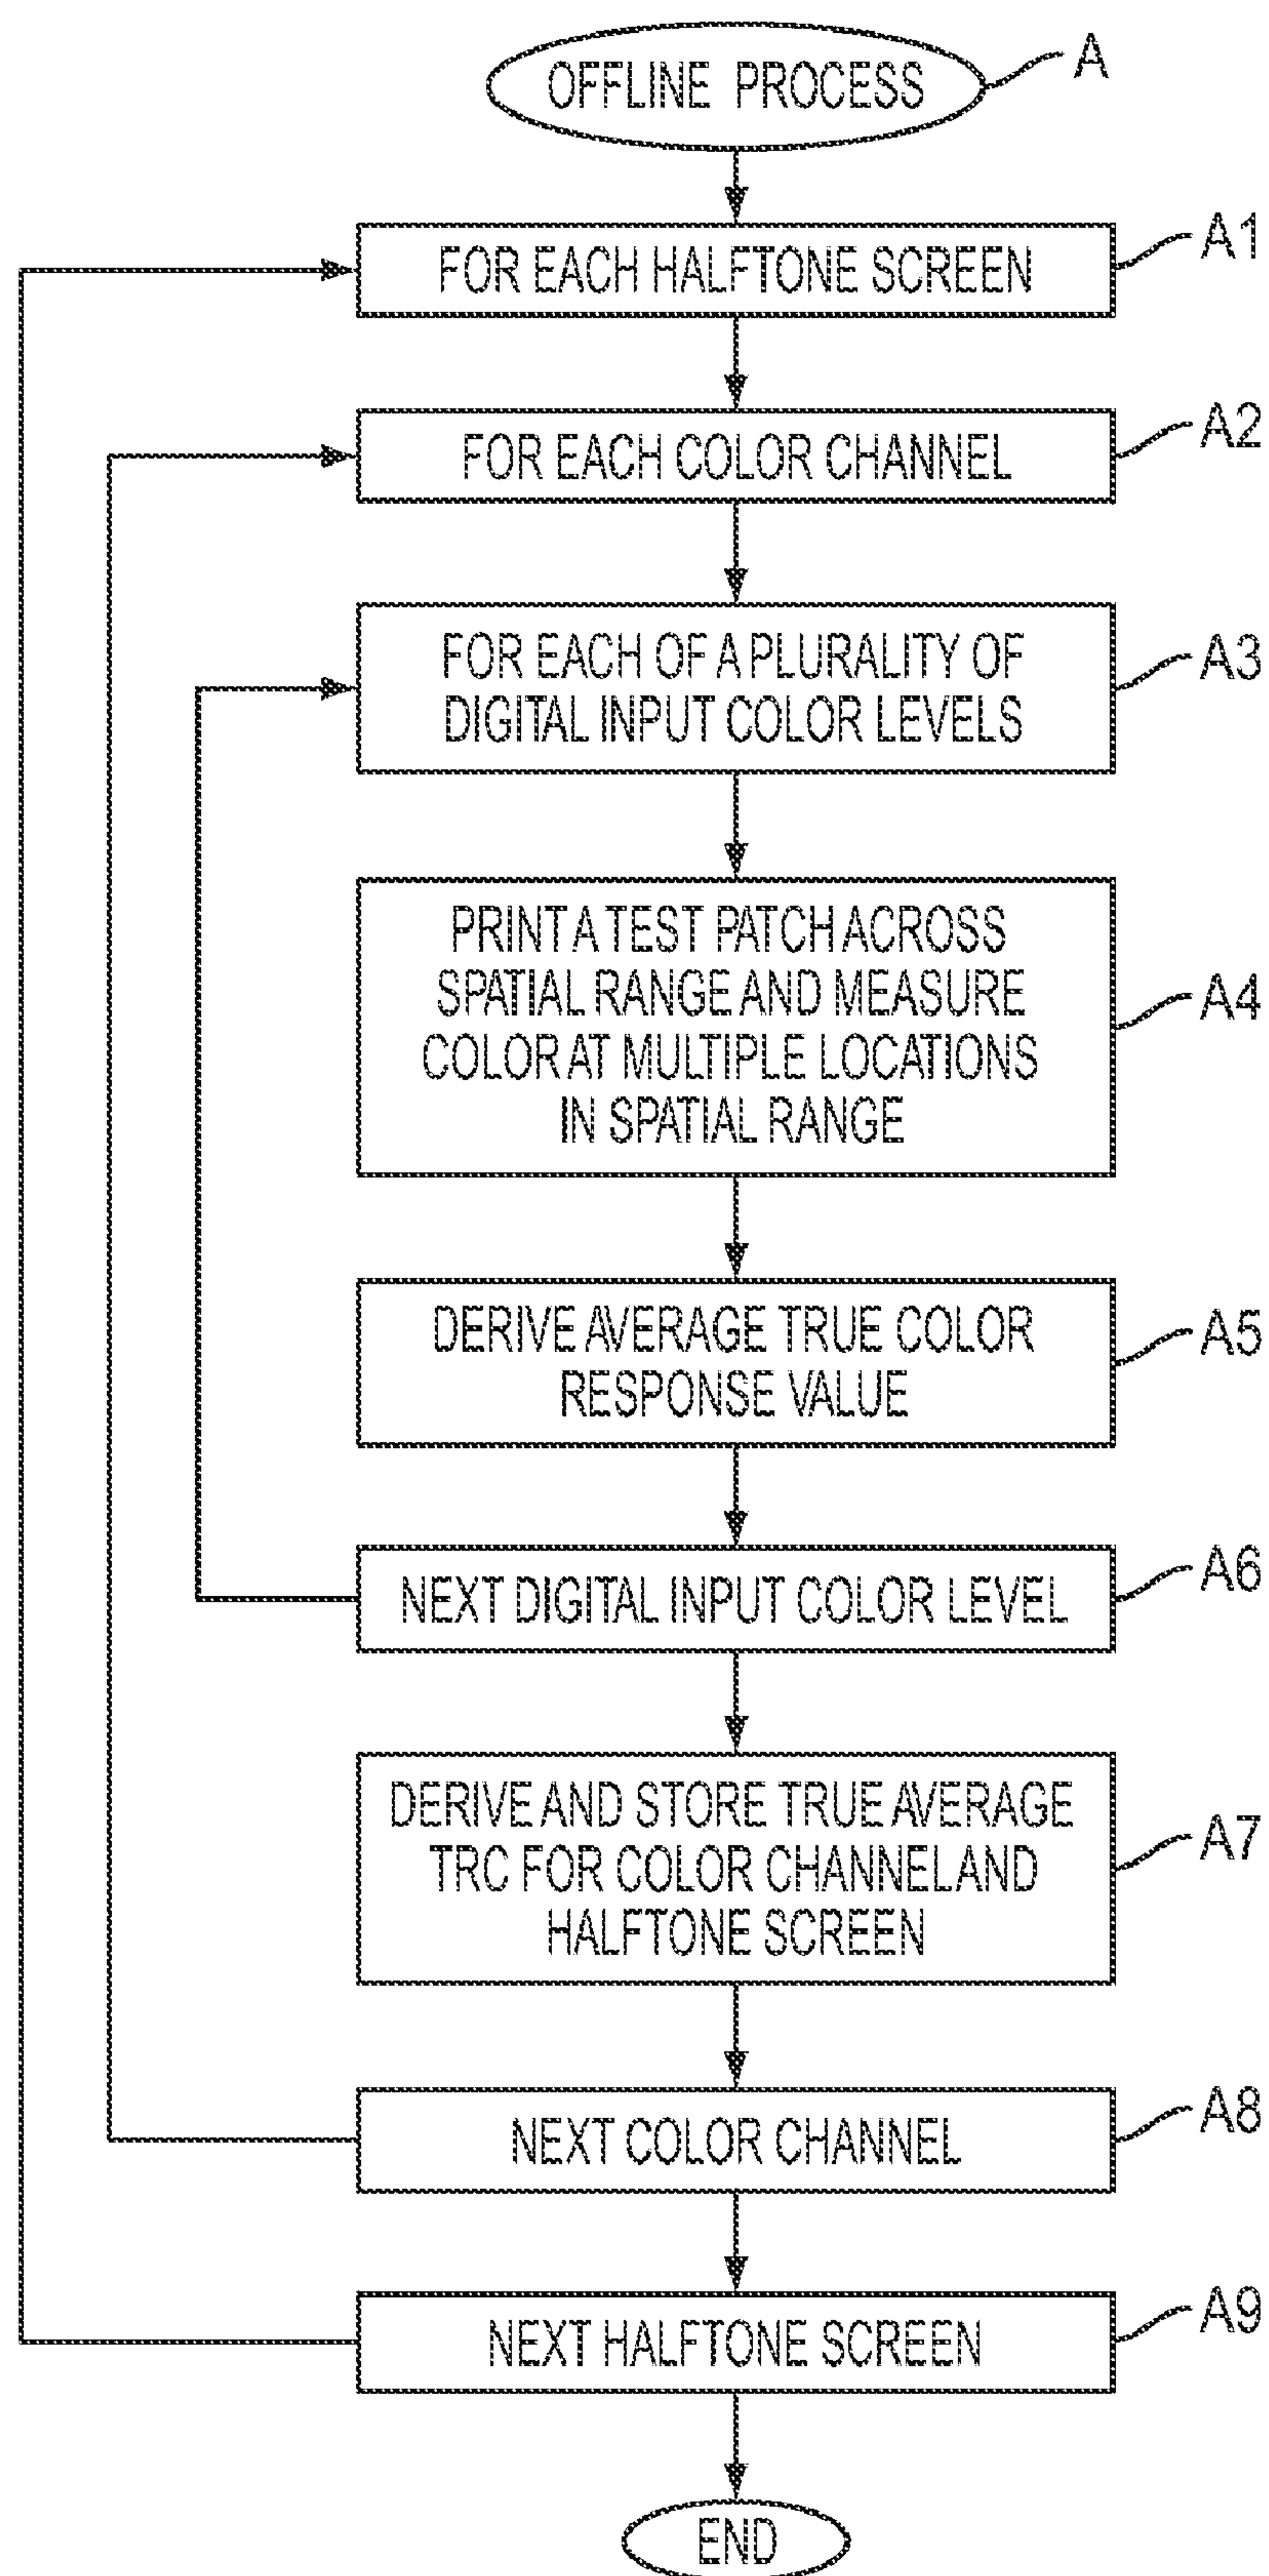 OFFLINE PROCESS
A
FOR EACH HALFTONE SCREEN
A1
FOR EACH COLOR CHANNEL
A2
FOR EACH OF A PLURALITY OF
DIGITAL INPUT COLOR LEVELS
A3
PRINT A TEST PATCH ACROSS
SPATIAL RANGE AND MEASURE
COLOR AT MULTIPLE LOCATIONS
IN SPATIAL RANGE
A4
DERIVE AVERAGE TRUE COLOR
RESPONSE VALUE
A5
NEXT DIGITAL INPUT COLOR LEVEL
A6
DERIVE AND STORE TRUE AVERAGE
TRC FOR COLOR CHANNEL AND
HALFTONE SCREEN
A7
NEXT COLOR CHANNEL
A8
NEXT HALFTONE SCREEN
A9
END